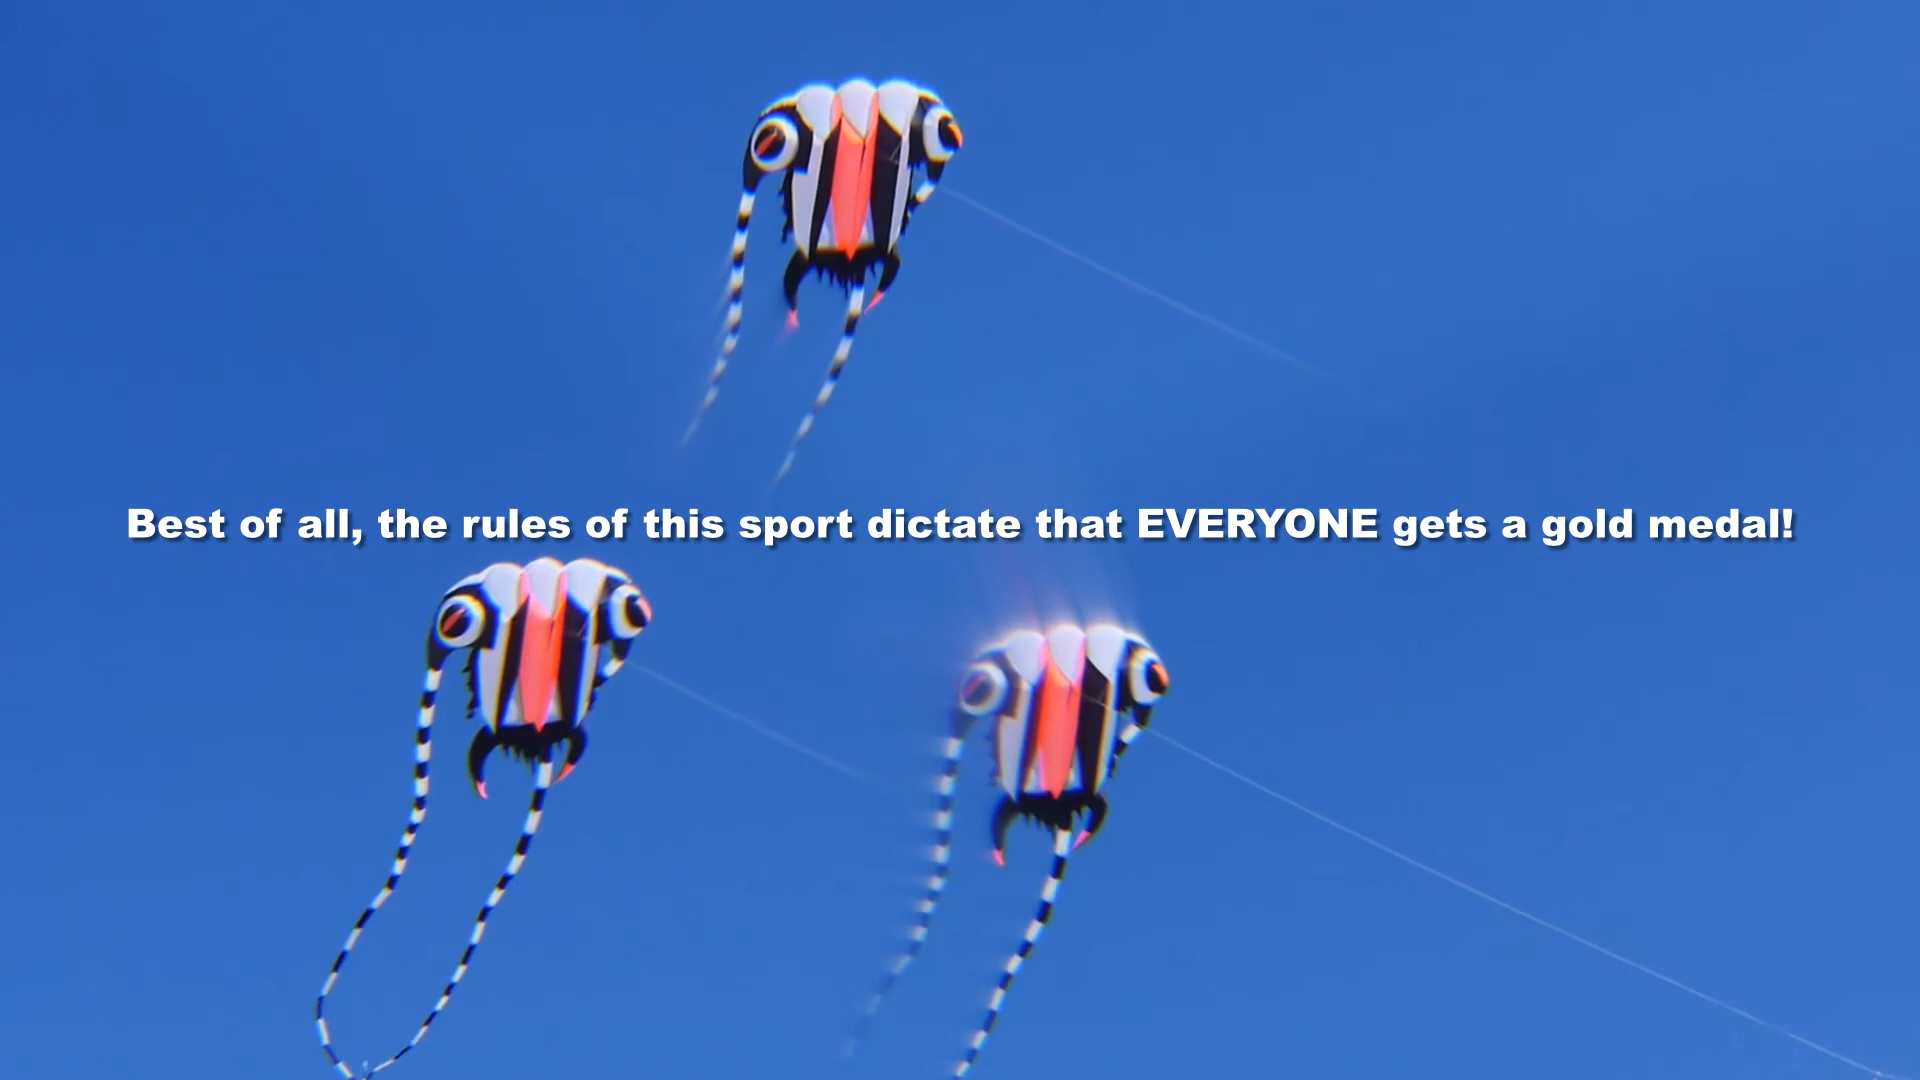 Best of all, the rules of this sport dictate that EVERYONE gets a gold medal!